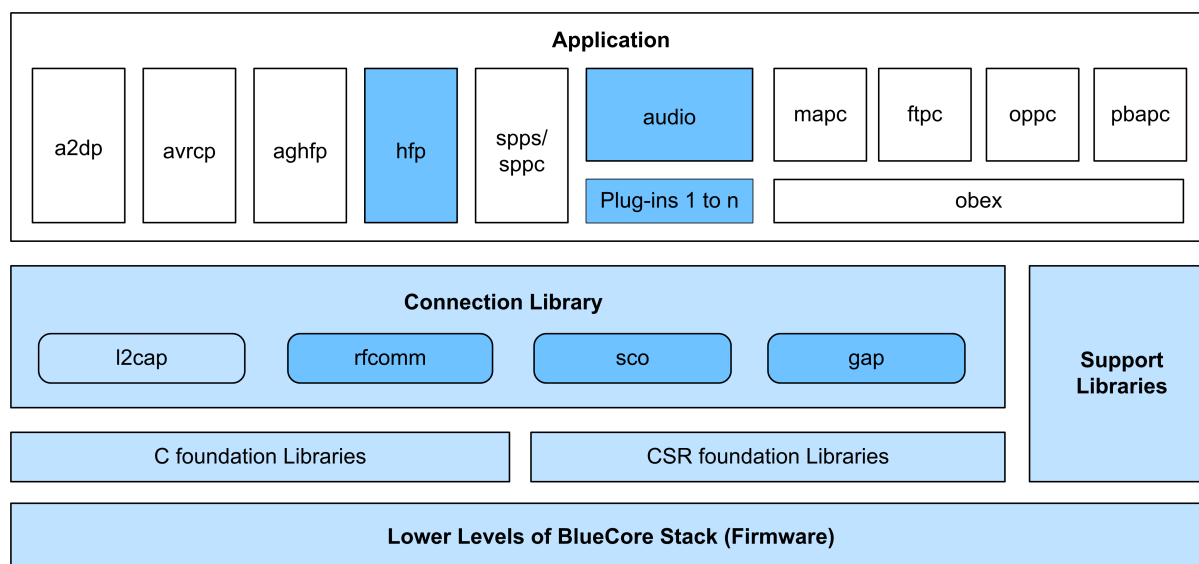 Application
a2dp
avrcp
aghfp
hfp
spps/
sppc
audio
Plug-ins 1 to n
mapc
ftpc
oppc
pbapc
obex
Connection Library
l2cap
rfcomm
sco
gap
Support
Libraries
C foundation Libraries
CSR foundation Libraries
Lower Levels of BlueCore Stack (Firmware)